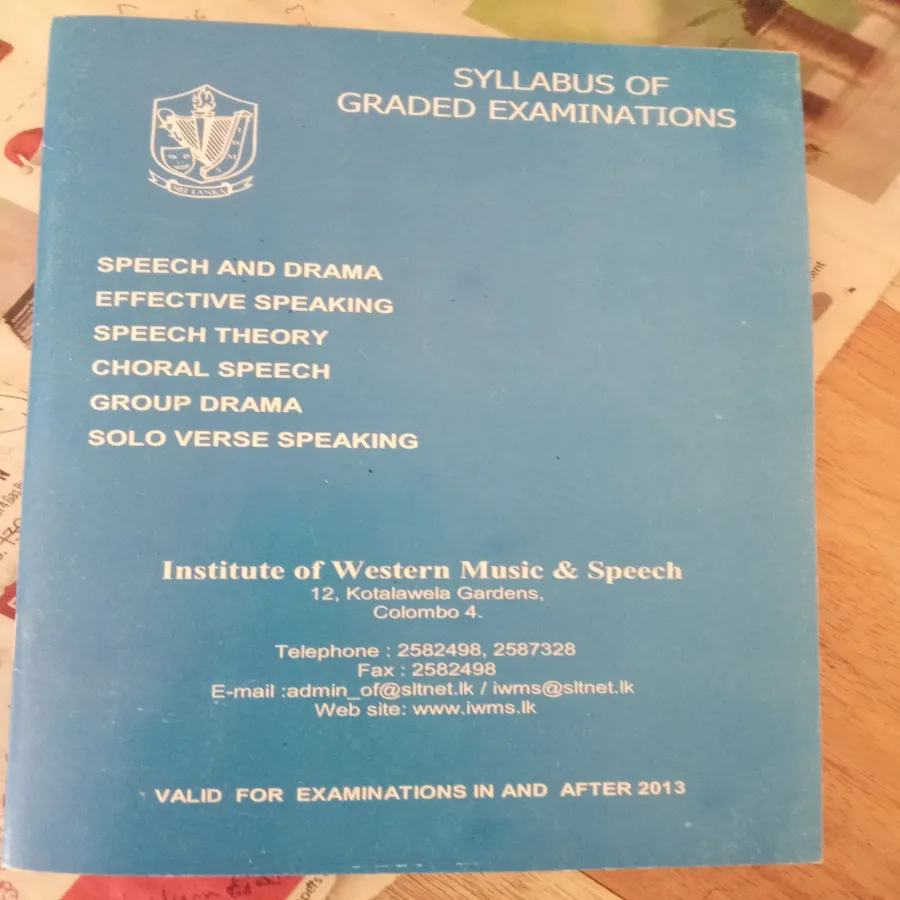 SYLLABUS OF
GRADED EXAMINATIONS
I W M S
SRI LANKA
SPEECH AND DRAMA
EFFECTIVE SPEAKING
SPEECH THEORY
CHORAL SPEECH
GROUP DRAMA
SOLO VERSE SPEAKING
Institute of Western Music & Speech
12, Kotalawela Gardens,
Colombo 4.
Telephone : 2582498, 2587328
Fax : 2582498
E-mail :admin_of@sltnet.lk / iwms@sltnet.lk
Web site: www.iwms.lk
VALID FOR EXAMINATIONS IN AND AFTER 2013